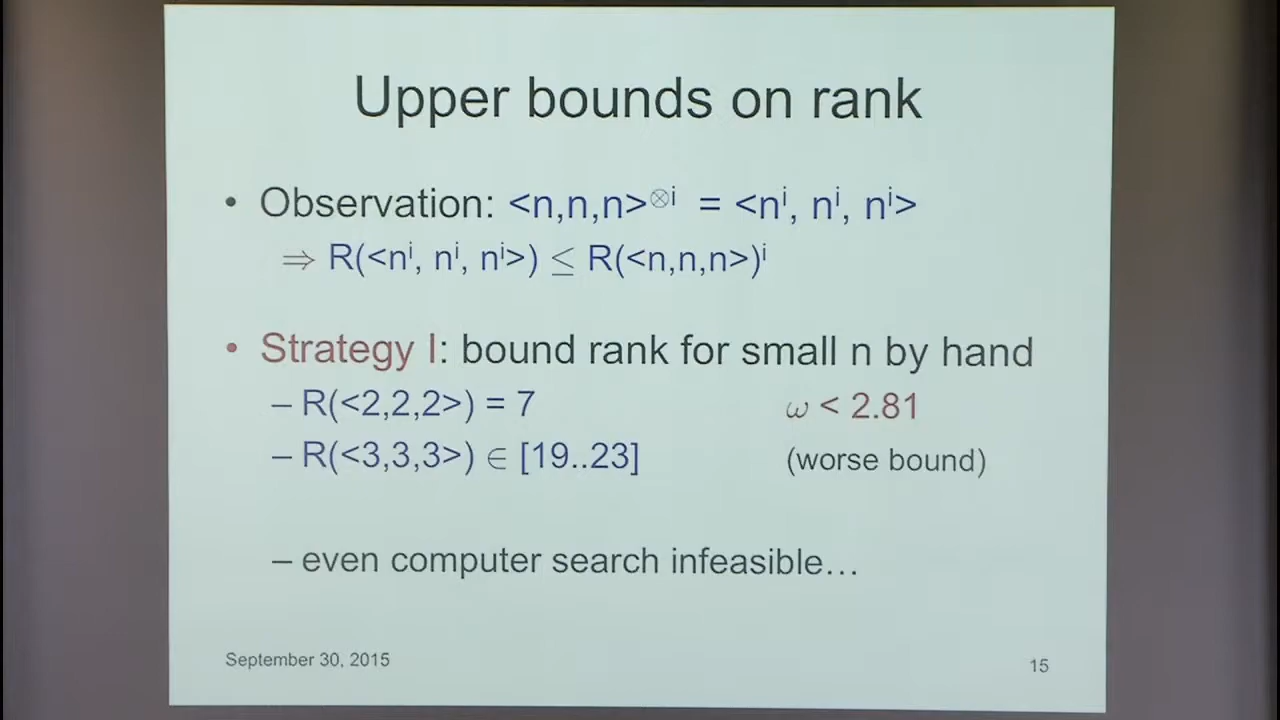 Upper bounds on rank
• Observation: <n,n,n>⊗ⁱ = <nⁱ, nⁱ, nⁱ>
⇒ R(<nⁱ, nⁱ, nⁱ>) ≤ R(<n,n,n>)ⁱ
• Strategy I: bound rank for small n by hand
– R(<2,2,2>) = 7 ω < 2.81
– R(<3,3,3>) ∈ [19..23] (worse bound)
– even computer search infeasible…
September 30, 2015 15